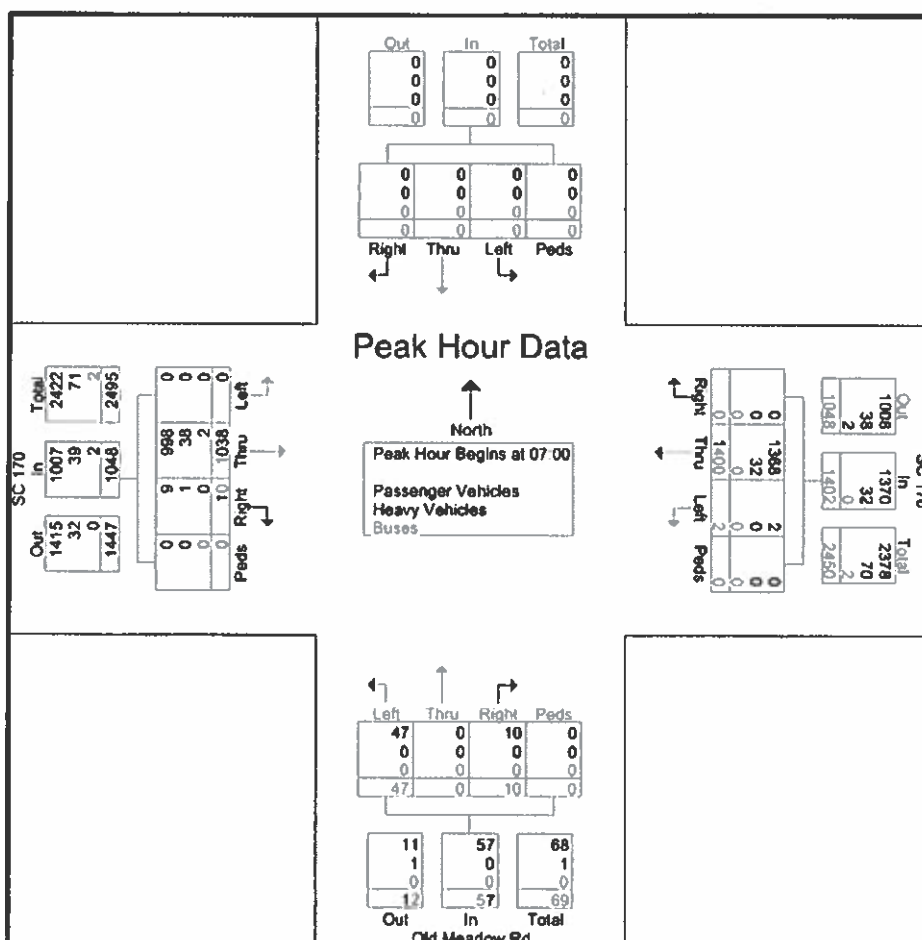 Out In Total
0 0 0
0 0 0
0 0 0
0 0 0
0 0 0 0
0 0 0 0
0 0 0 0
0 0 0 0
Right Thru Left Peds
Peak Hour Data
North
Peak Hour Begins at 07:00
Passenger Vehicles
Heavy Vehicles
Buses
SC 170
Out In Total
1415 1007 2422
32 39 71
0 2 2
1447 1048 2495
0 9 998 0
0 1 38 0
0 0 2 0
0 10 1038 0
Peds Right Thru Left
Out In Total
1008 1370 2378
38 32 70
2 0 2
1048 1402 2450
0 1368 2 0
0 32 0 0
0 0 0 0
0 1400 2 0
Right Thru Left Peds
Left Thru Right Peds
47 0 10 0
0 0 0 0
0 0 0 0
47 0 10 0
11 57 68
1 0 1
0 0 0
12 57 69
Out In Total
Old Meadow Rd